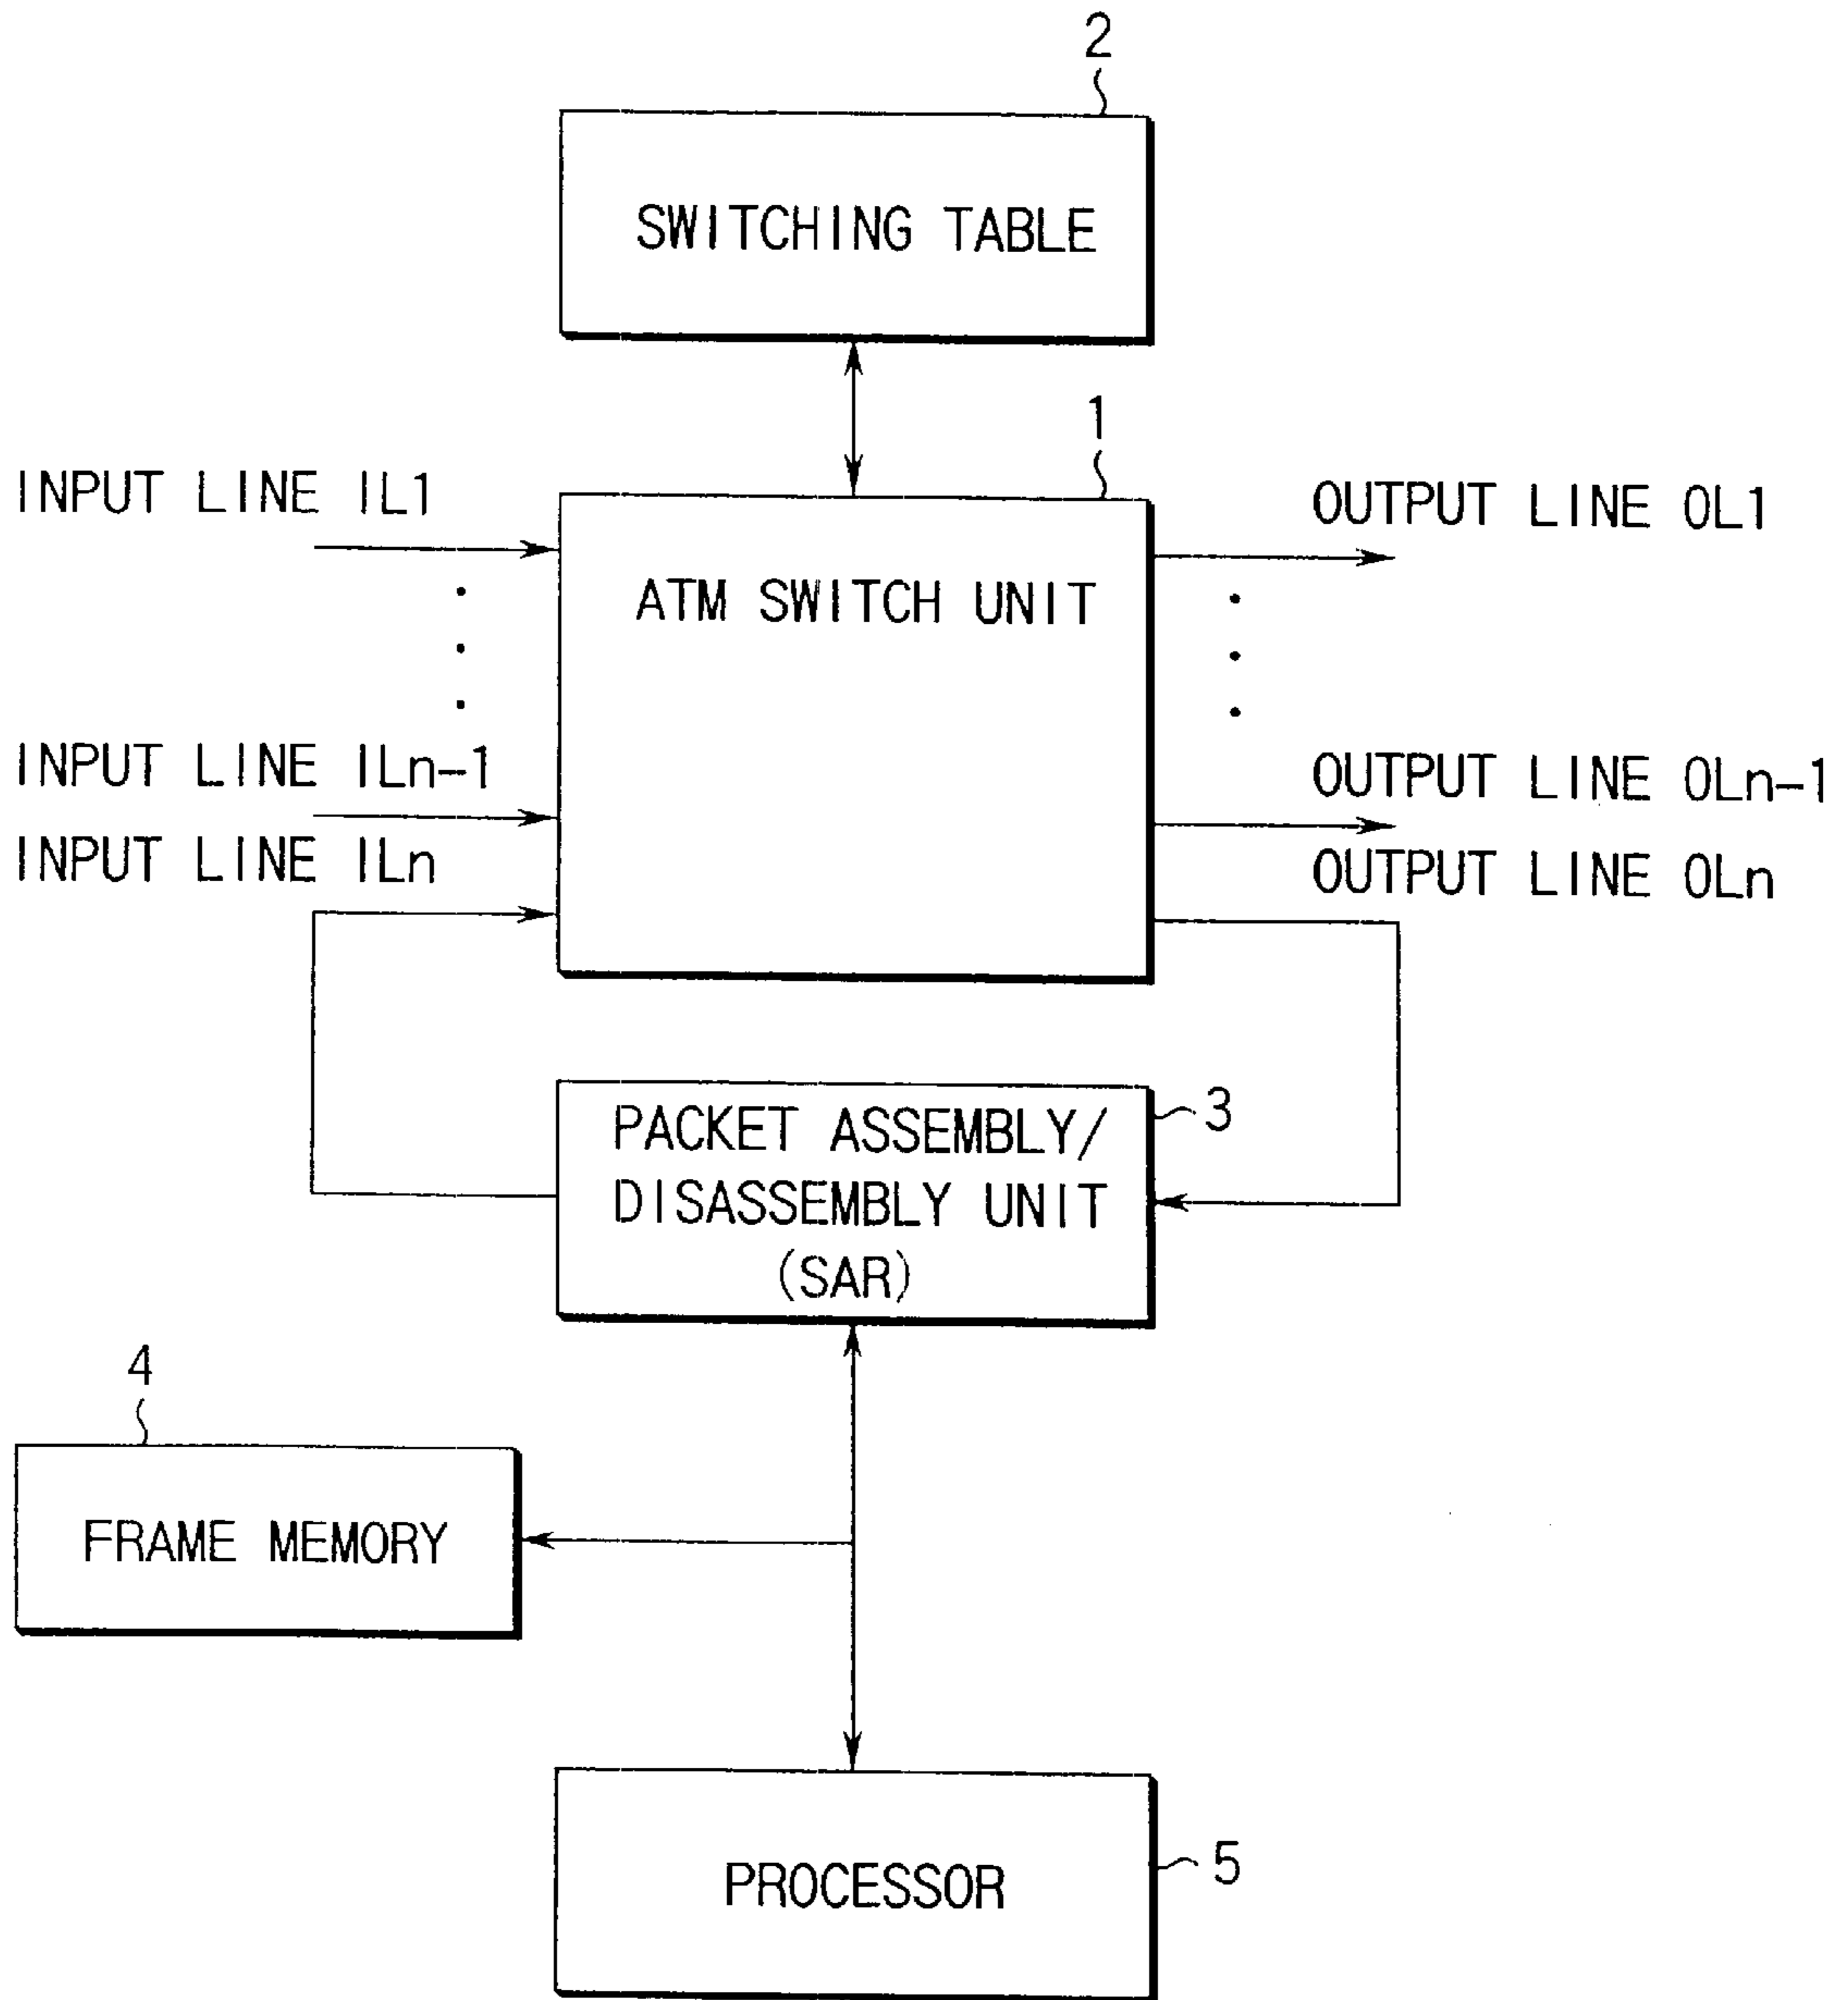 2
SWITCHING TABLE
1
INPUT LINE IL1
OUTPUT LINE OL1
ATM SWITCH UNIT
INPUT LINE ILn-1
OUTPUT LINE OLn-1
INPUT LINE ILn
OUTPUT LINE OLn
PACKET ASSEMBLY/
DISASSEMBLY UNIT
(SAR)
3
4
FRAME MEMORY
PROCESSOR
5